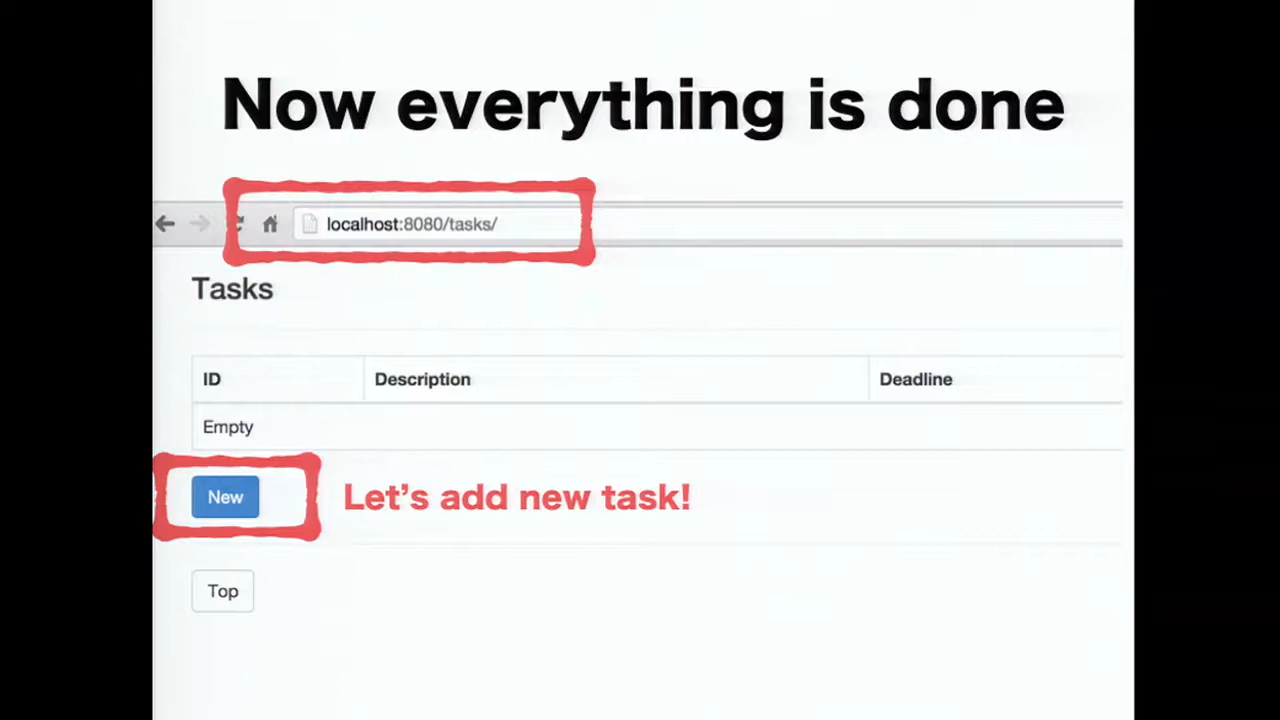 Now everything is done
localhost:8080/tasks/
Tasks
ID Description Deadline
Empty
New Let's add new task!
Top